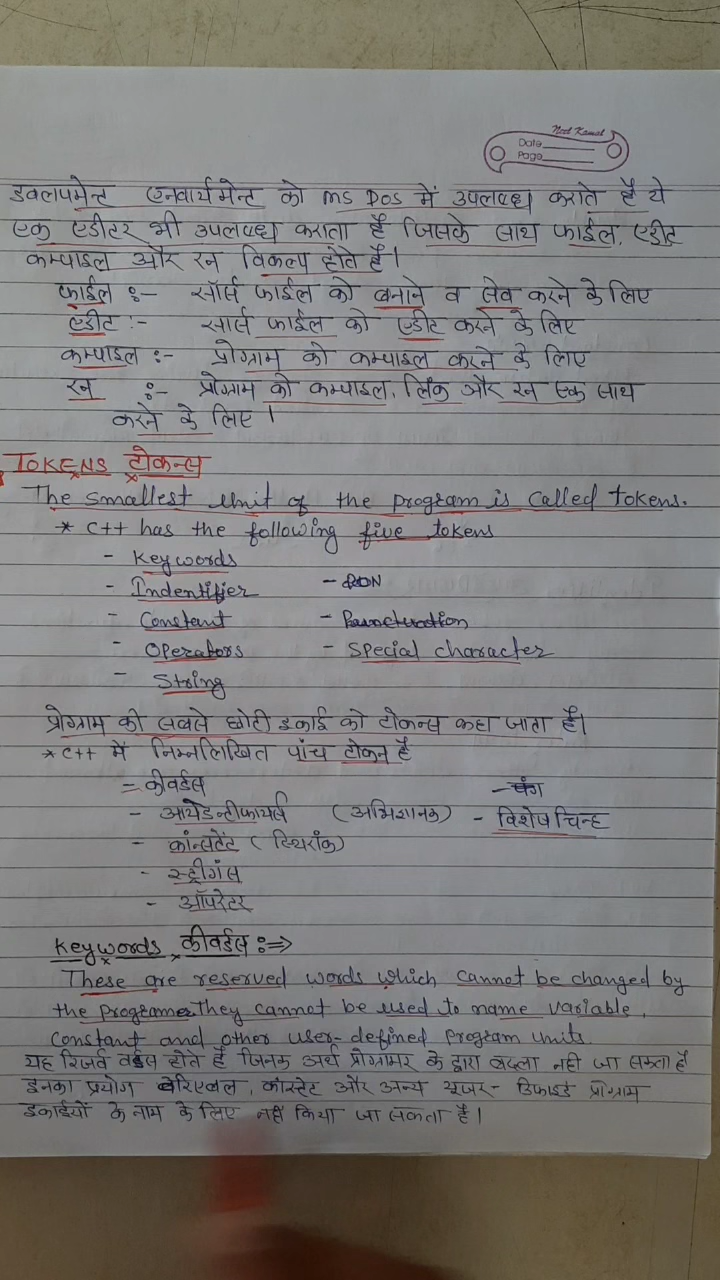 Neel Kamal
Date
Page
डवलपमेन्ट एनवार्यमेन्ट को MS DOS में उपलब्ध कराते है ये
एक एडीटर भी उपलब्ध कराता है जिसके साथ फाईल, एडीट
कम्पाइल और रन विकल्प होते है।
फाईल :- सॉर्स फाईल को बनाने व सेव करने के लिए
एडीट :- सार्स फाईल को एडीट करने के लिए
कम्पाइल :- प्रोग्राम को कम्पाइल करने के लिए
रन :- प्रोग्राम को कम्पाइल, लिंक और रन एक साथ
करने के लिए।
TOKENS टोकन्स
The smallest unit of the program is called tokens.
* C++ has the following five tokens
- Keywords
- Indentifier
- Constant - Punctuation
- Operators - Special character
- String
प्रोग्राम की सबसे छोटी इकाई को टोकन्स कहा जाता है।
* C++ में निम्नलिखित पांच टोकन है
- कीवर्डस
- आयेडेन्टीफायर्स (अभिज्ञानक) - विशेष चिन्ह
- कॉन्सटेंट (स्थिरांक)
- स्ट्रीगंस
- ऑपरेटर
Keywords कीवर्डस :=>
These are reserved words which cannot be changed by
the programer They cannot be used to name variable,
constant and other user-defined program units.
यह रिजर्व वर्डस होते है जिनके अर्थ प्रोग्रामर के द्वारा बदला नही जा सकता है
इनका प्रयोग वेरिएबल, कांस्टेट और अन्य यूजर- डिफाइंड प्रोग्राम
इकाईयों के नाम के लिए नही किया जा सकता है।